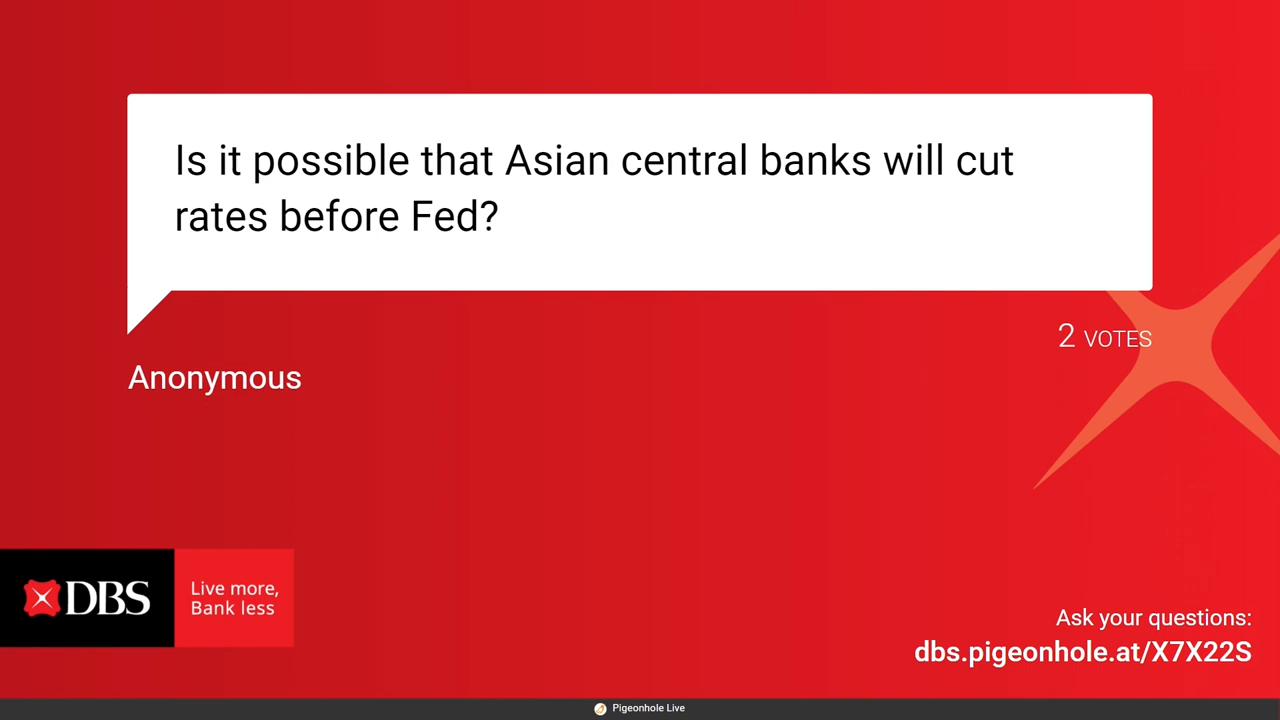 Is it possible that Asian central banks will cut
rates before Fed?
2 VOTES
Anonymous
DBS
Live more,
Bank less
Ask your questions:
dbs.pigeonhole.at/X7X22S
Pigeonhole Live